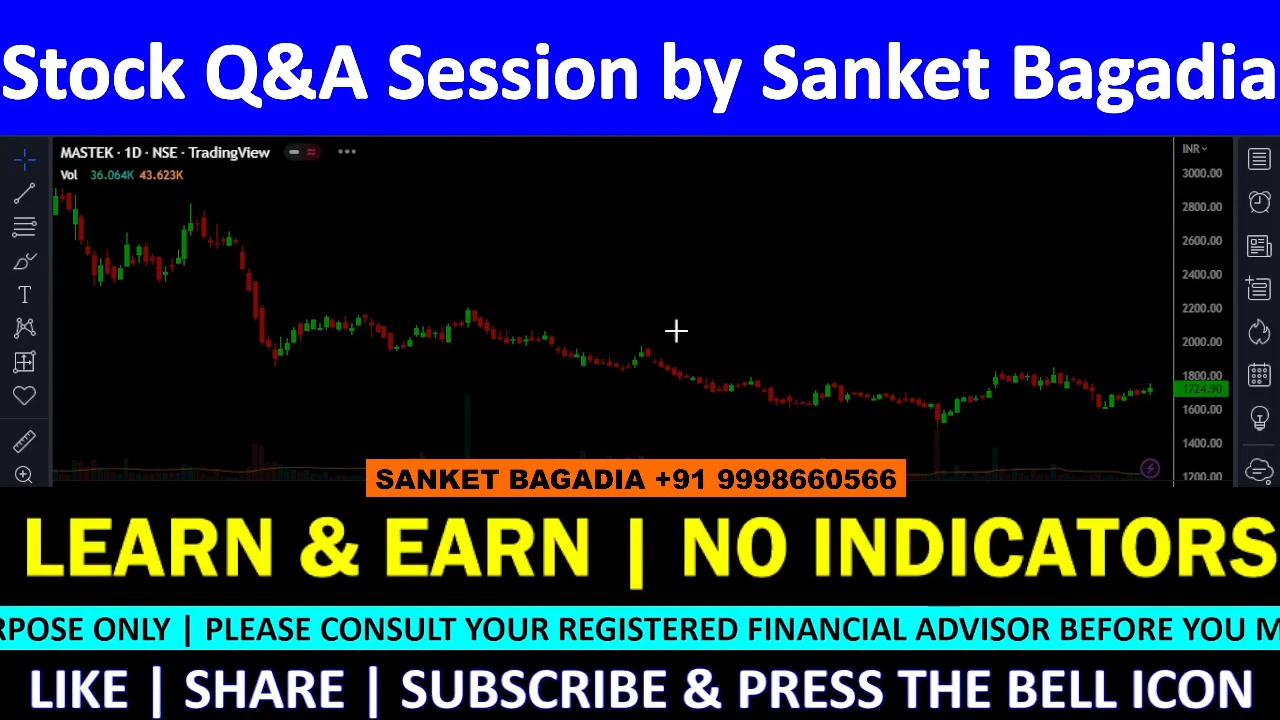 Stock Q&A Session by Sanket Bagadia
MASTEK · 1D · NSE · TradingView
INR
Vol 36.064K 43.623K
3000.00
2800.00
2600.00
2400.00
2200.00
2000.00
1800.00
1724.90
1600.00
1400.00
1200.00
SANKET BAGADIA +91 9998660566
LEARN & EARN | NO INDICATORS
RPOSE ONLY | PLEASE CONSULT YOUR REGISTERED FINANCIAL ADVISOR BEFORE YOU M
LIKE | SHARE | SUBSCRIBE & PRESS THE BELL ICON